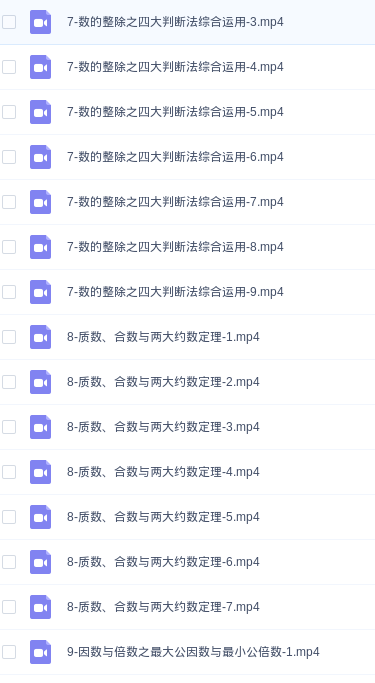 7-数的整除之四大判断法综合运用-3.mp4
7-数的整除之四大判断法综合运用-4.mp4
7-数的整除之四大判断法综合运用-5.mp4
7-数的整除之四大判断法综合运用-6.mp4
7-数的整除之四大判断法综合运用-7.mp4
7-数的整除之四大判断法综合运用-8.mp4
7-数的整除之四大判断法综合运用-9.mp4
8-质数、合数与两大约数定理-1.mp4
8-质数、合数与两大约数定理-2.mp4
8-质数、合数与两大约数定理-3.mp4
8-质数、合数与两大约数定理-4.mp4
8-质数、合数与两大约数定理-5.mp4
8-质数、合数与两大约数定理-6.mp4
8-质数、合数与两大约数定理-7.mp4
9-因数与倍数之最大公因数与最小公倍数-1.mp4